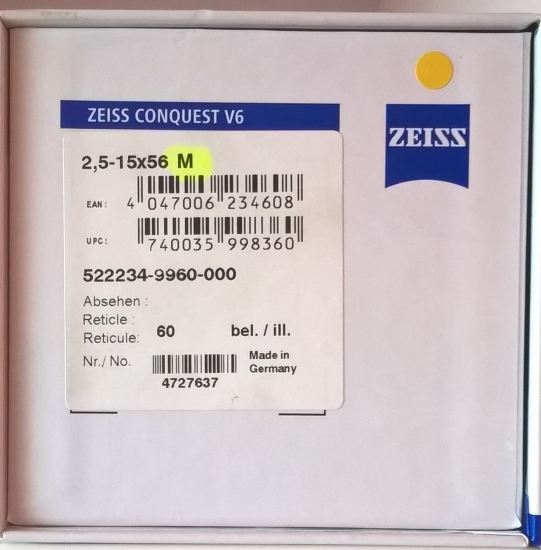 ZEISS CONQUEST V6
ZEISS
2,5-15x56 M
EAN: 4 047006 234608
UPC: 740035 998360
522234-9960-000
Absehen :
Reticle :
Reticule: 60 bel. / ill.
Nr./ No. Made in
Germany
4727637